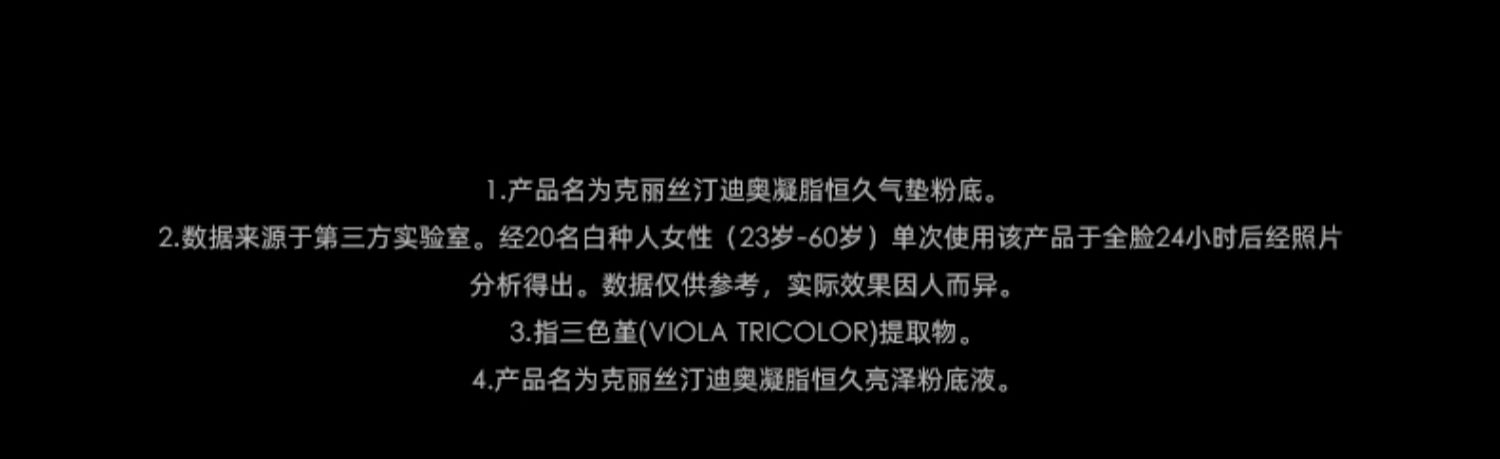 1.产品名为克丽丝汀迪奥凝脂恒久气垫粉底。
2.数据来源于第三方实验室。经20名白种人女性（23岁-60岁）单次使用该产品于全脸24小时后经照片
分析得出。数据仅供参考，实际效果因人而异。
3.指三色堇(VIOLA TRICOLOR)提取物。
4.产品名为克丽丝汀迪奥凝脂恒久亮泽粉底液。